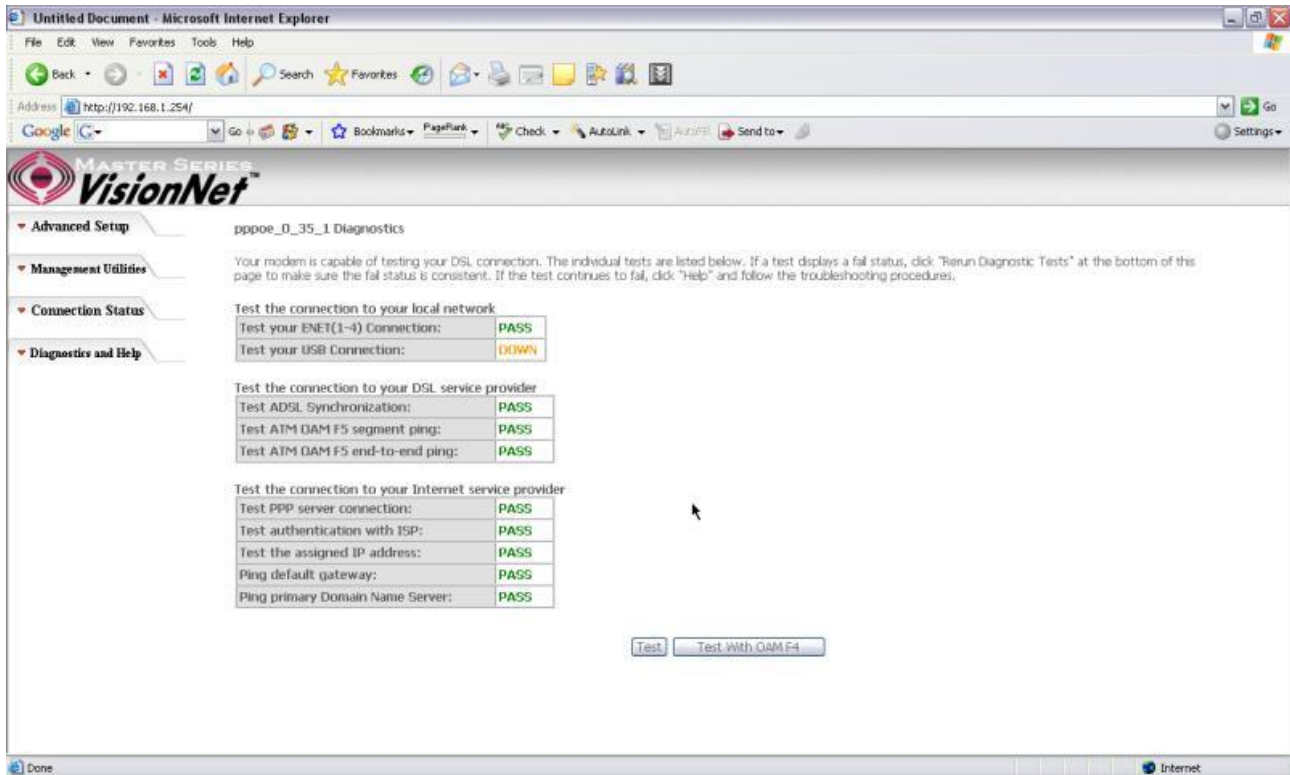 Untitled Document - Microsoft Internet Explorer
File Edit View Favorites Tools Help
Back Search Favorites
Address http://192.168.1.254/ Go
Google G Go Bookmarks PageRank Check AutoLink AutoFill Send to Settings
MASTER SERIES
VisionNet™
Advanced Setup
Management Utilities
Connection Status
Diagnostics and Help
pppoe_0_35_1 Diagnostics
Your modem is capable of testing your DSL connection. The individual tests are listed below. If a test displays a fail status, click "Rerun Diagnostic Tests" at the bottom of this
page to make sure the fail status is consistent. If the test continues to fail, click "Help" and follow the troubleshooting procedures.
Test the connection to your local network
Test your ENET(1-4) Connection: PASS
Test your USB Connection: DOWN
Test the connection to your DSL service provider
Test ADSL Synchronization: PASS
Test ATM OAM F5 segment ping: PASS
Test ATM OAM F5 end-to-end ping: PASS
Test the connection to your Internet service provider
Test PPP server connection: PASS
Test authentication with ISP: PASS
Test the assigned IP address: PASS
Ping default gateway: PASS
Ping primary Domain Name Server: PASS
Test Test With OAM F4
Done Internet